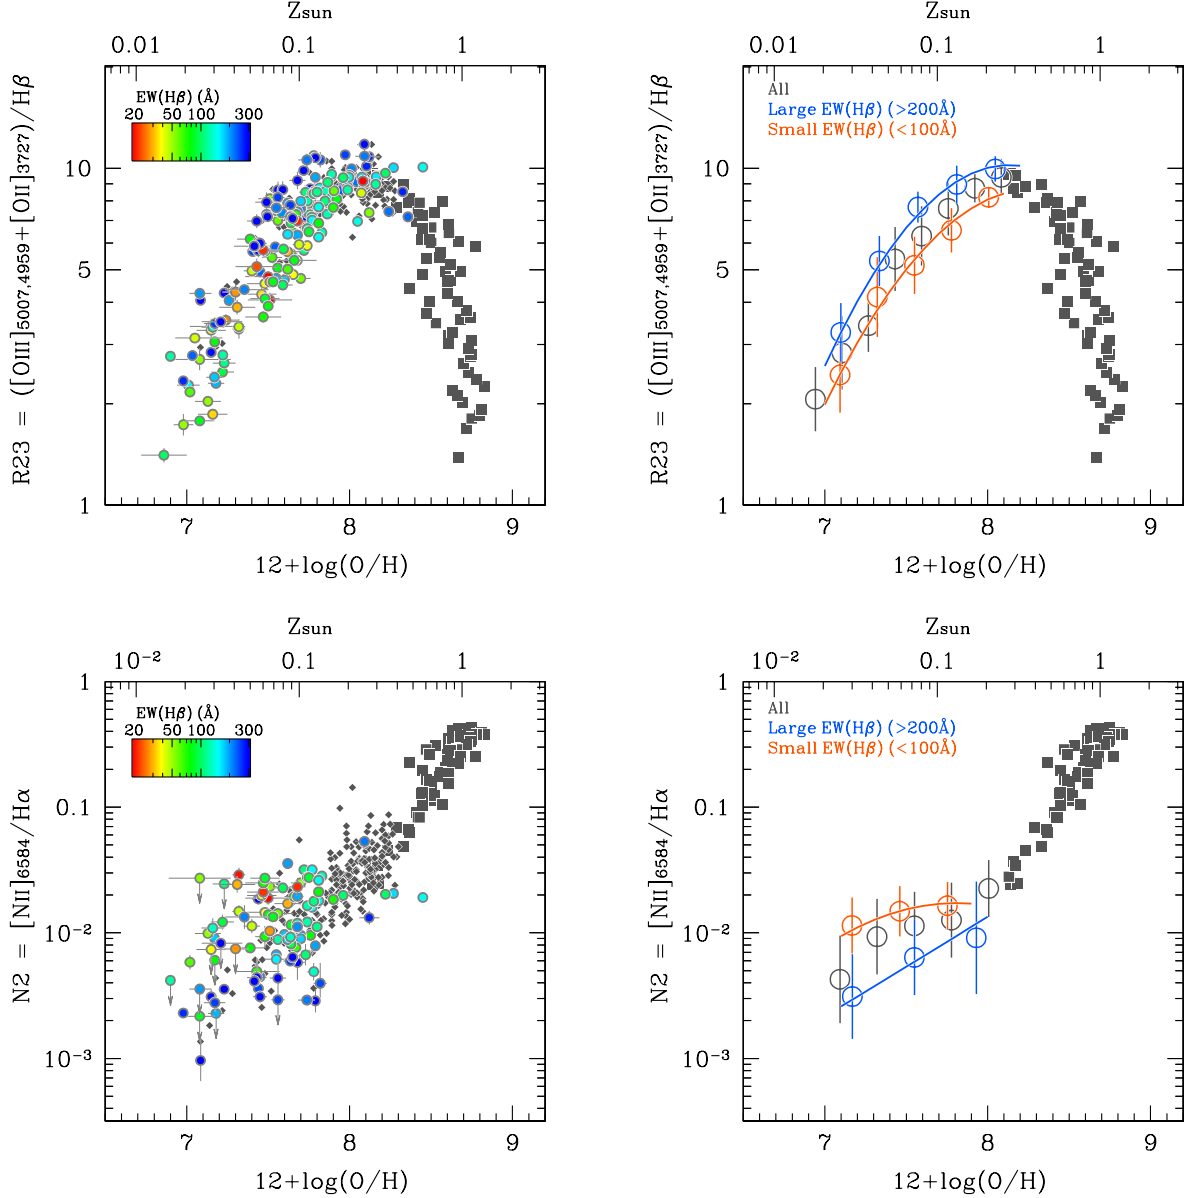 Zsun
0.01 0.1 1
R23 = ([OIII]5007,4959+[OII]3727)/Hβ
EW(Hβ) (Å)
20 50 100 300
10
5
1
7 8 9
12+log(O/H)
Zsun
0.01 0.1 1
R23 = ([OIII]5007,4959+[OII]3727)/Hβ
All
Large EW(Hβ) (>200Å)
Small EW(Hβ) (<100Å)
10
5
1
7 8 9
12+log(O/H)
Zsun
10−2 0.1 1
N2 = [NII]6584/Hα
EW(Hβ) (Å)
20 50 100 300
1
0.1
10−2
10−3
7 8 9
12+log(O/H)
Zsun
10−2 0.1 1
N2 = [NII]6584/Hα
All
Large EW(Hβ) (>200Å)
Small EW(Hβ) (<100Å)
1
0.1
10−2
10−3
7 8 9
12+log(O/H)